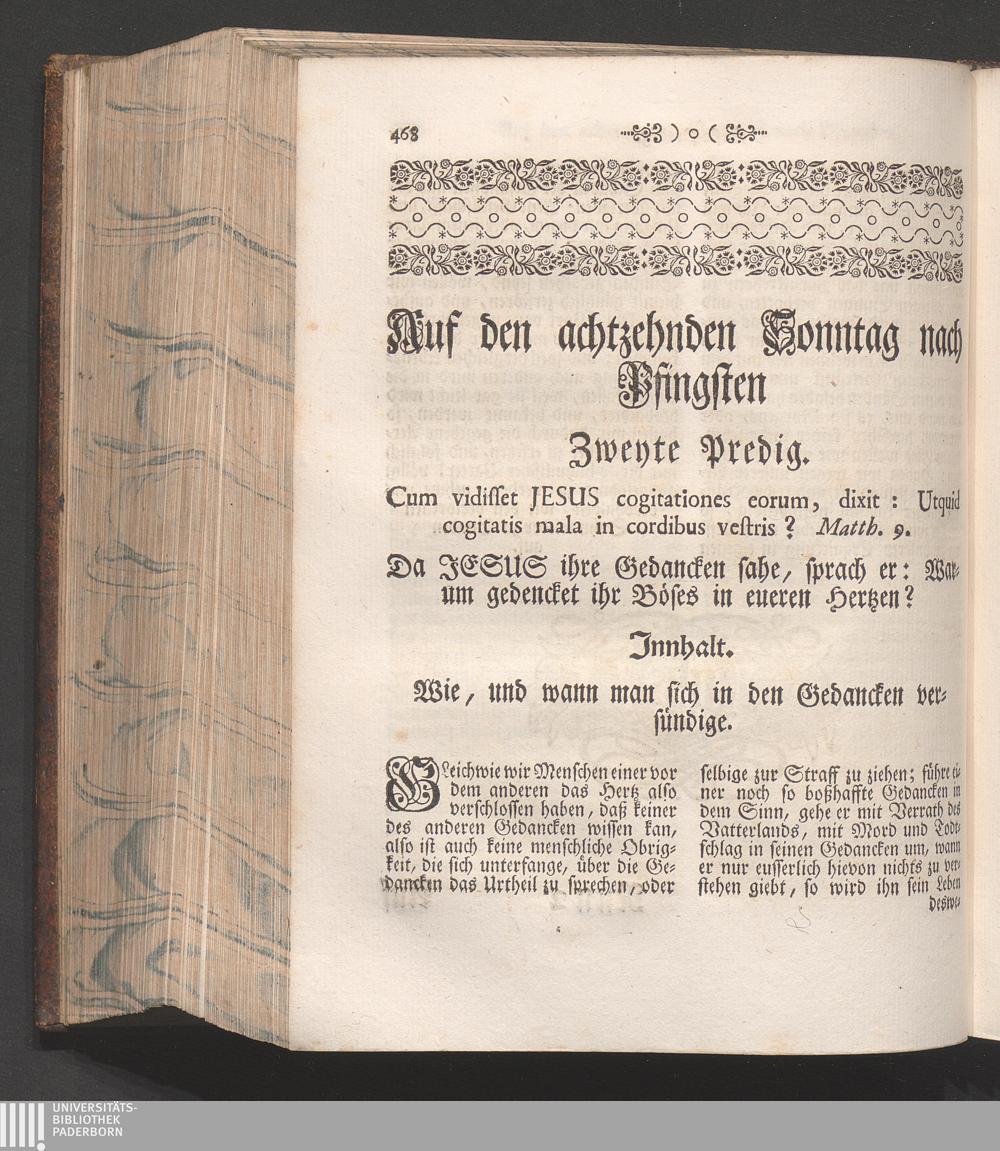 468
Auf den achtzehnden Sonntag nach
Pfingsten
Zweyte Predig.
Cum vidisset JESUS cogitationes eorum, dixit: Utquid
cogitatis mala in cordibus vestris? Matth. 9.
Da JESUS ihre Gedancken sahe, sprach er: War-
um gedencket ihr Böses in eueren Hertzen?
Innhalt.
Wie, und wann man sich in den Gedancken ver-
sündige.
Gleichwie wir Menschen einer vor
dem anderen das Hertz also
verschlossen haben, daß keiner
des anderen Gedancken wissen kan,
also ist auch keine menschliche Obrig-
keit, die sich unterfange, über die Ge-
dancken das Urtheil zu sprechen, oder
selbige zur Straff zu ziehen; führe ei-
ner noch so boßhaffte Gedancken in
dem Sinn, gehe er mit Verrath des
Vatterlands, mit Mord und Todt-
schlag in seinen Gedancken um, wann
er nur eusserlich hievon nichts zu ver-
stehen giebt, so wird ihn sein Leben
deswe-
UNIVERSITÄTS-
BIBLIOTHEK
PADERBORN